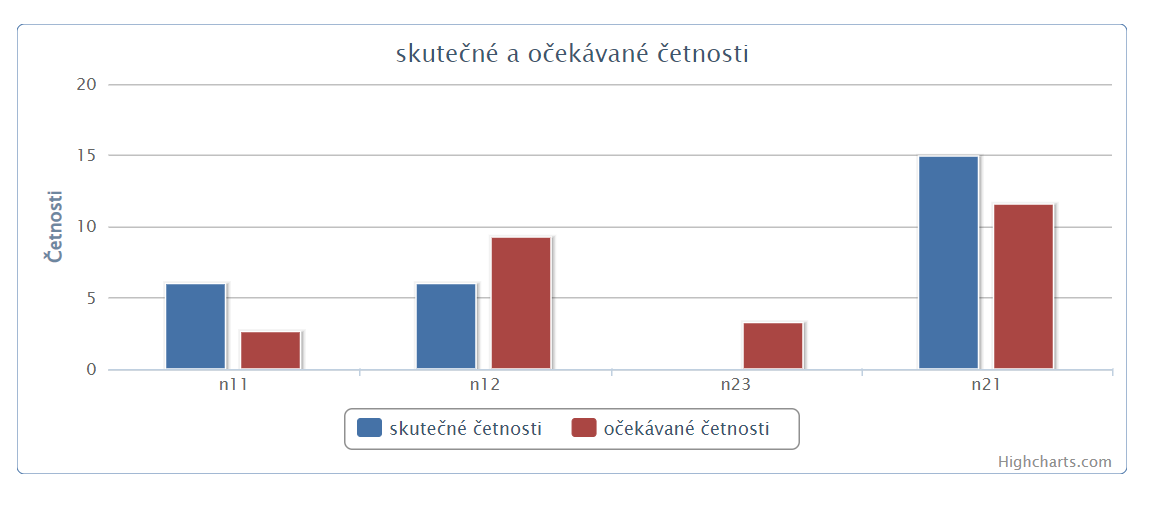 skutečné a očekávané četnosti
20
15
10
5
0
Četnosti
n11 n12 n23 n21
skutečné četnosti očekávané četnosti
Highcharts.com